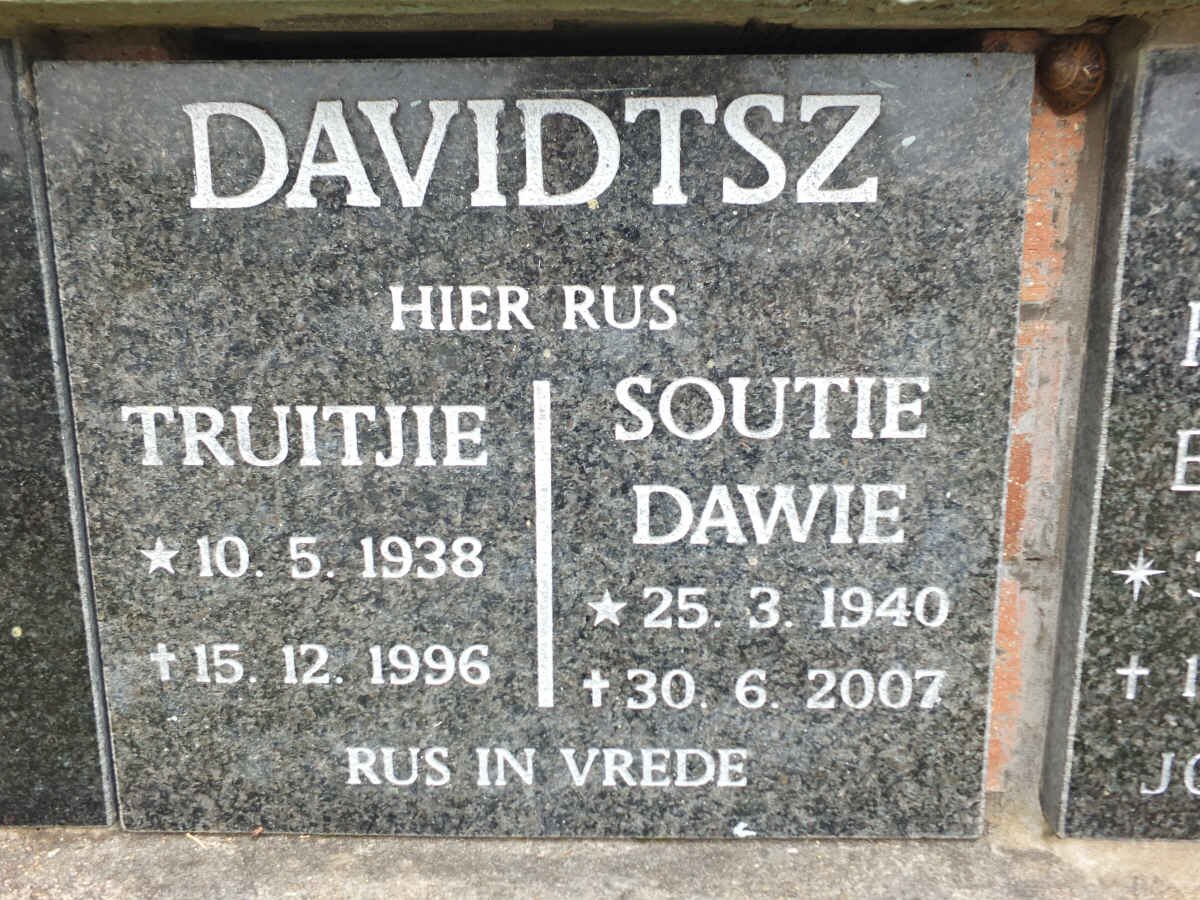 DAVIDTSZ
HIER RUS
TRUITJIE
★ 10. 5. 1938
✝ 15. 12. 1996
SOUTIE
DAWIE
★ 25. 3. 1940
✝ 30. 6. 2007
RUS IN VREDE